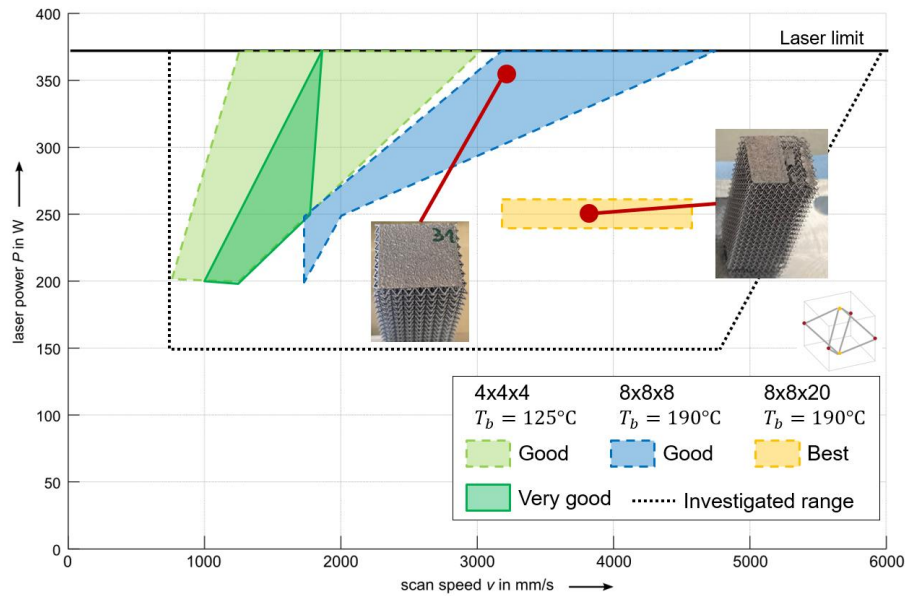 400
350
300
250
200
150
100
50
0
laser power P in W
0
1000
2000
3000
4000
5000
6000
scan speed v in mm/s
Laser limit
31
4x4x4
T_b = 125°C
Good
Very good
8x8x8
T_b = 190°C
Good
8x8x20
T_b = 190°C
Best
Investigated range